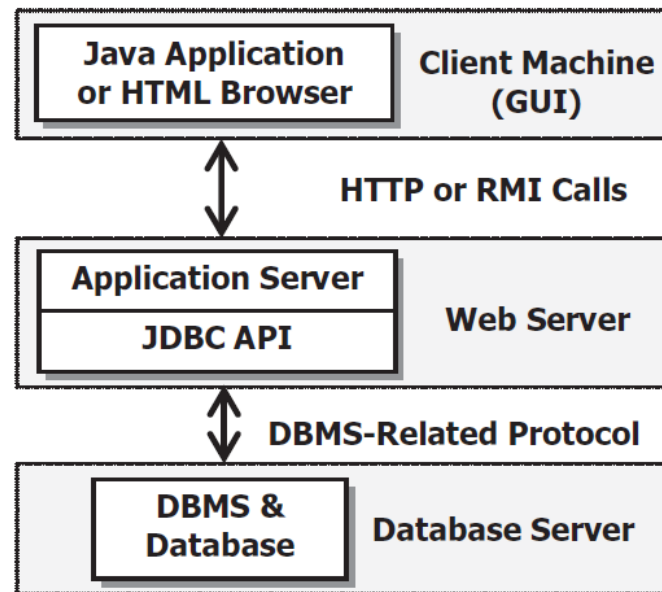 Java Application
or HTML Browser
Client Machine
(GUI)
HTTP or RMI Calls
Application Server
JDBC API
Web Server
DBMS-Related Protocol
DBMS &
Database
Database Server